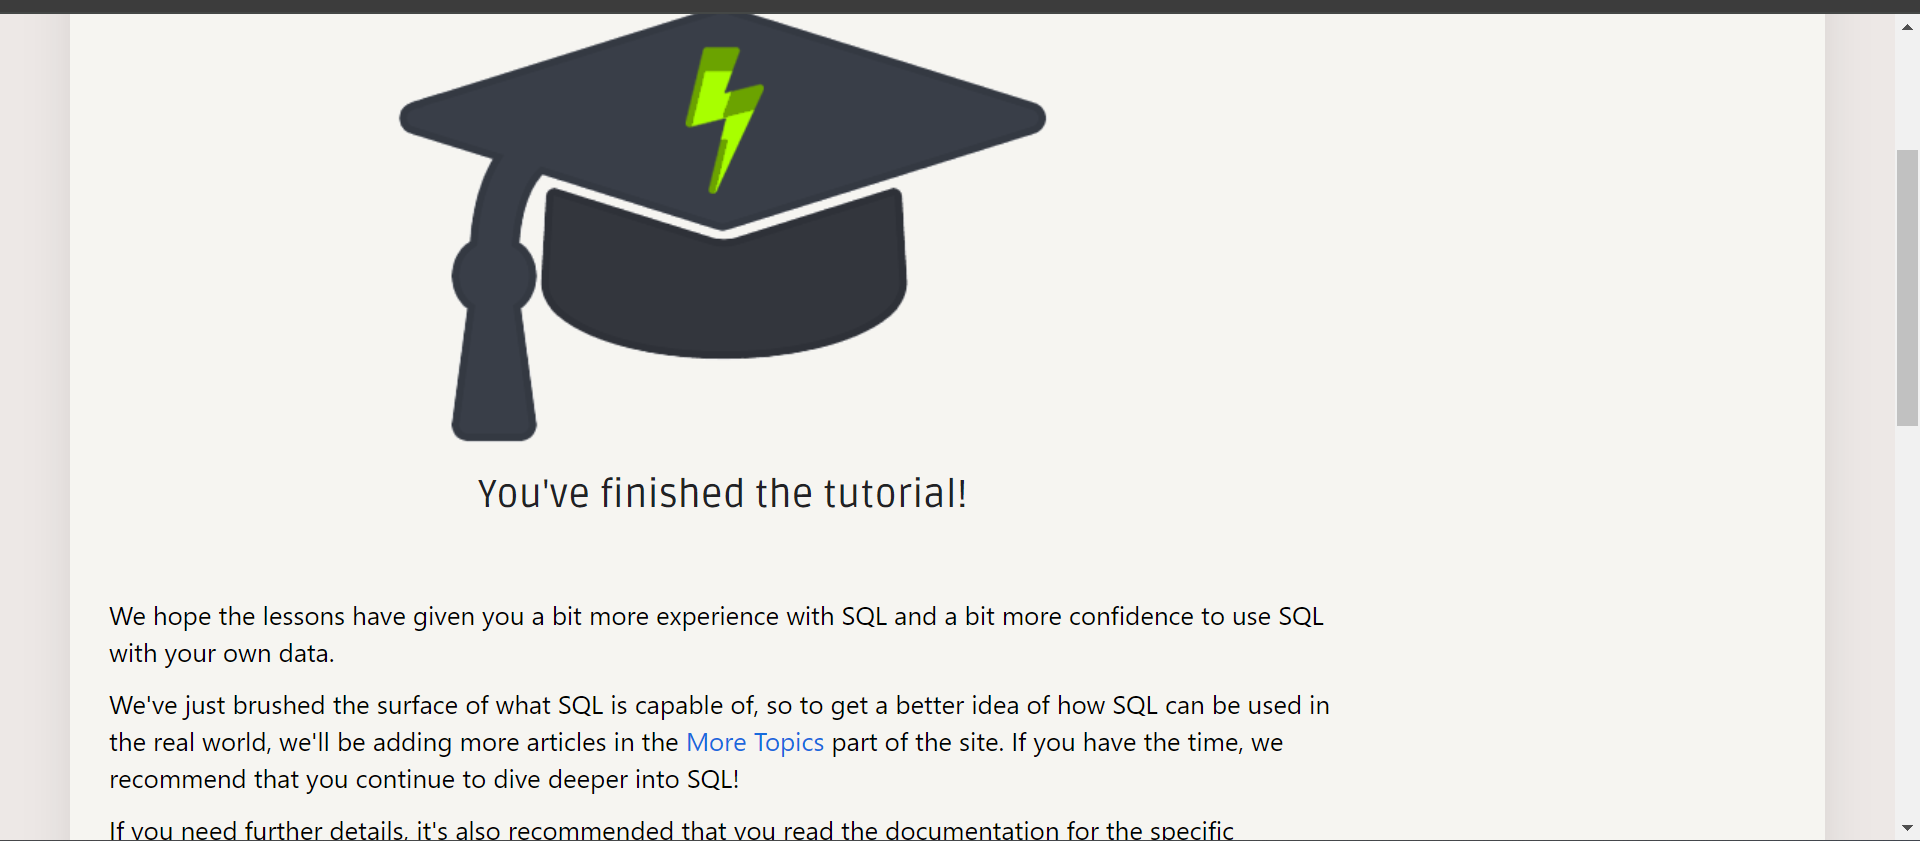 You've finished the tutorial!
We hope the lessons have given you a bit more experience with SQL and a bit more confidence to use SQL
with your own data.
We've just brushed the surface of what SQL is capable of, so to get a better idea of how SQL can be used in
the real world, we'll be adding more articles in the More Topics part of the site. If you have the time, we
recommend that you continue to dive deeper into SQL!
If you need further details, it's also recommended that you read the documentation for the specific